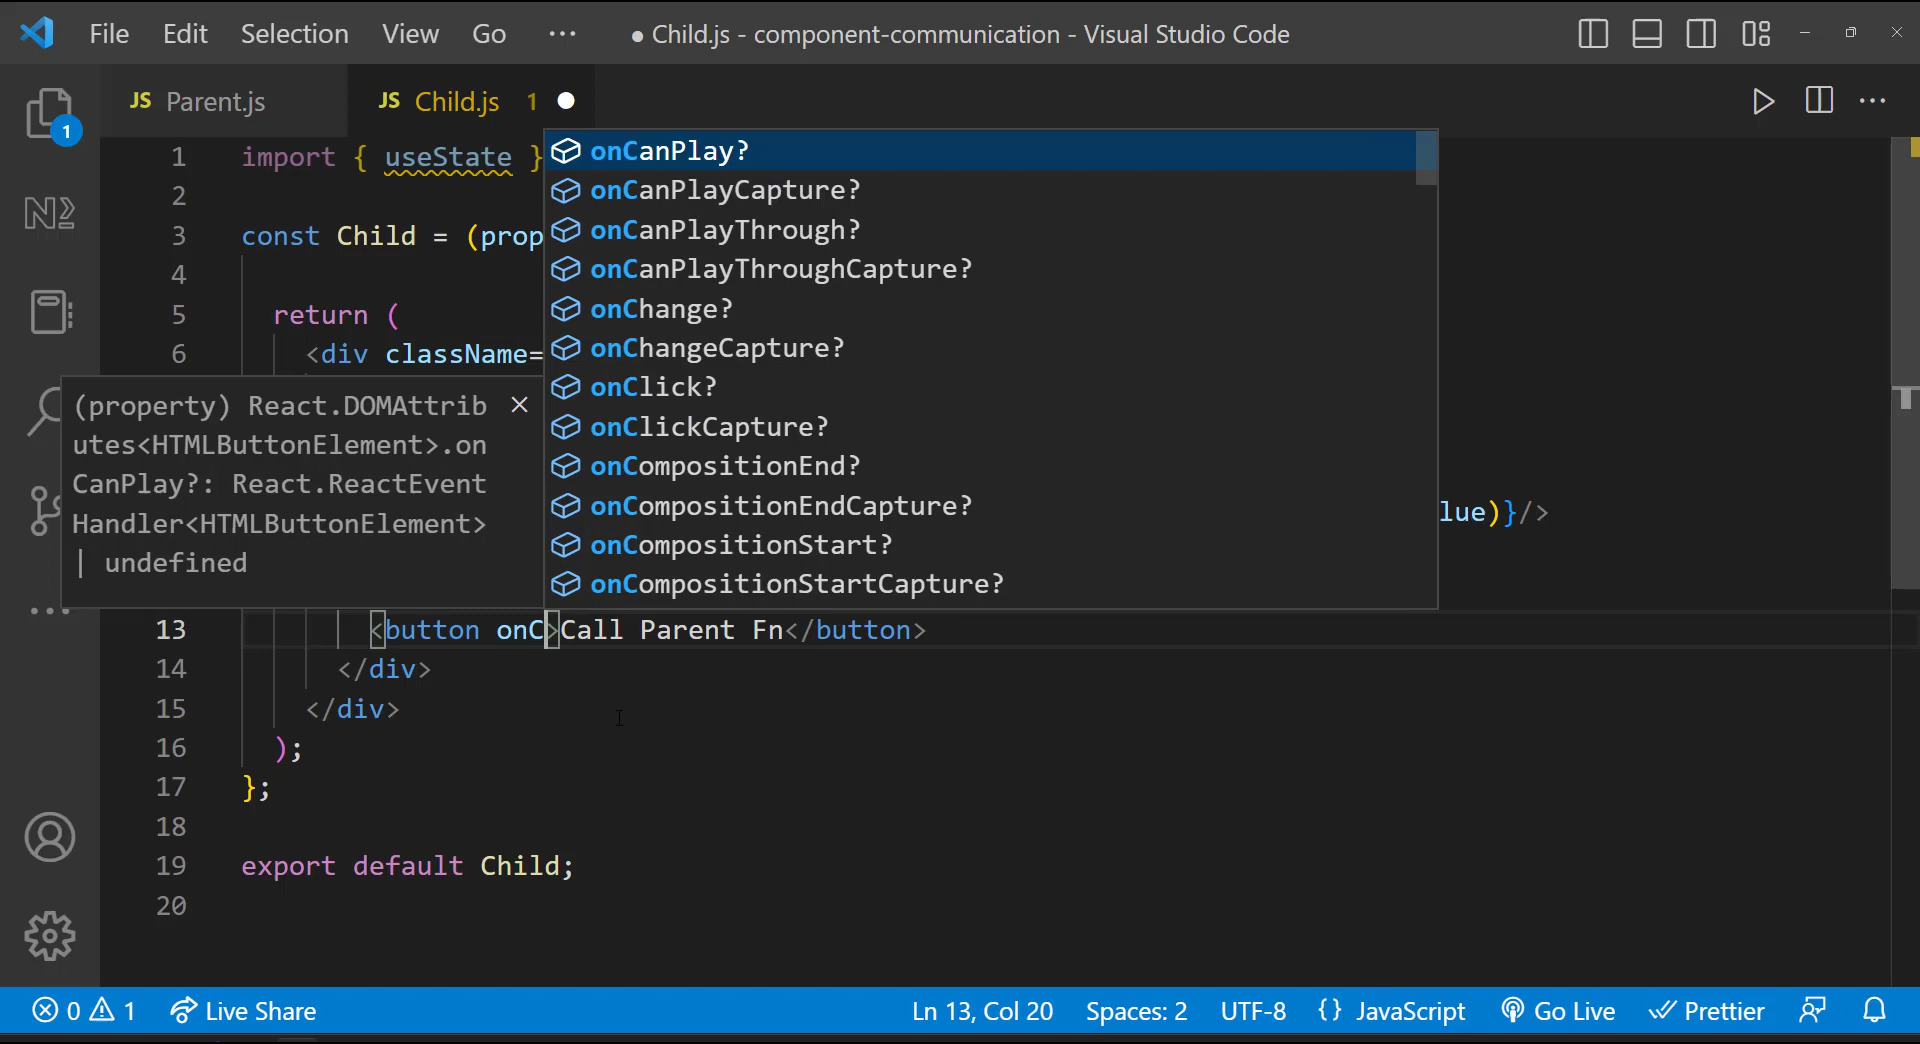 File Edit Selection View Go ··· ● Child.js - component-communication - Visual Studio Code
JS Parent.js JS Child.js 1
1 import { useState }
2
3 const Child = (prop
4
5 return (
6 <div className=
onCanPlay?
onCanPlayCapture?
onCanPlayThrough?
onCanPlayThroughCapture?
onChange?
onChangeCapture?
onClick?
onClickCapture?
onCompositionEnd?
onCompositionEndCapture?
onCompositionStart?
onCompositionStartCapture?
(property) React.DOMAttrib
utes<HTMLButtonElement>.on
CanPlay?: React.ReactEvent
Handler<HTMLButtonElement>
| undefined
lue)}/>
13 <button onC>Call Parent Fn</button>
14 </div>
15 </div>
16 );
17 };
18
19 export default Child;
20
1
0 1 Live Share Ln 13, Col 20 Spaces: 2 UTF-8 {} JavaScript Go Live Prettier